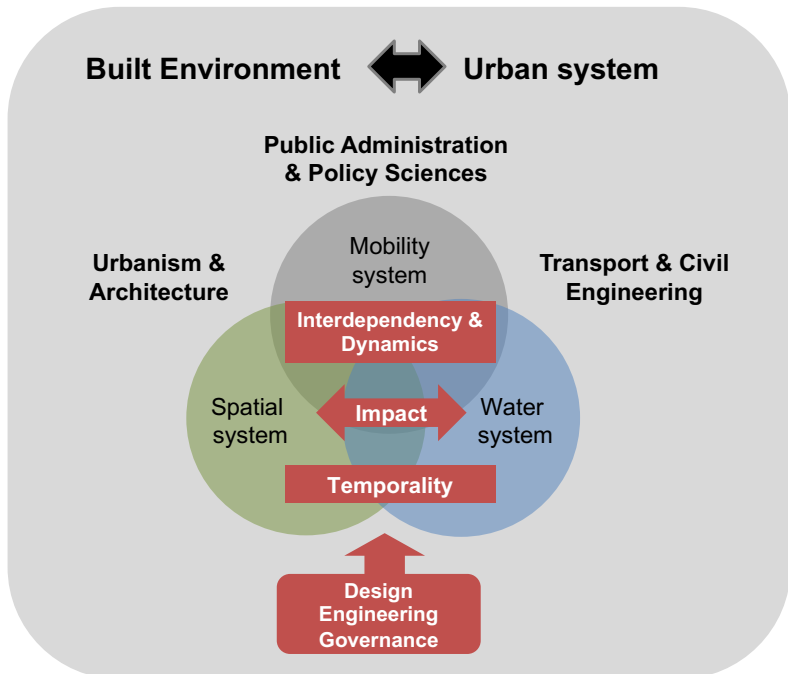 Built Environment
Urban system
Public Administration
& Policy Sciences
Urbanism &
Architecture
Mobility
system
Transport & Civil
Engineering
Interdependency &
Dynamics
Spatial
system
Impact
Water
system
Temporality
Design
Engineering
Governance